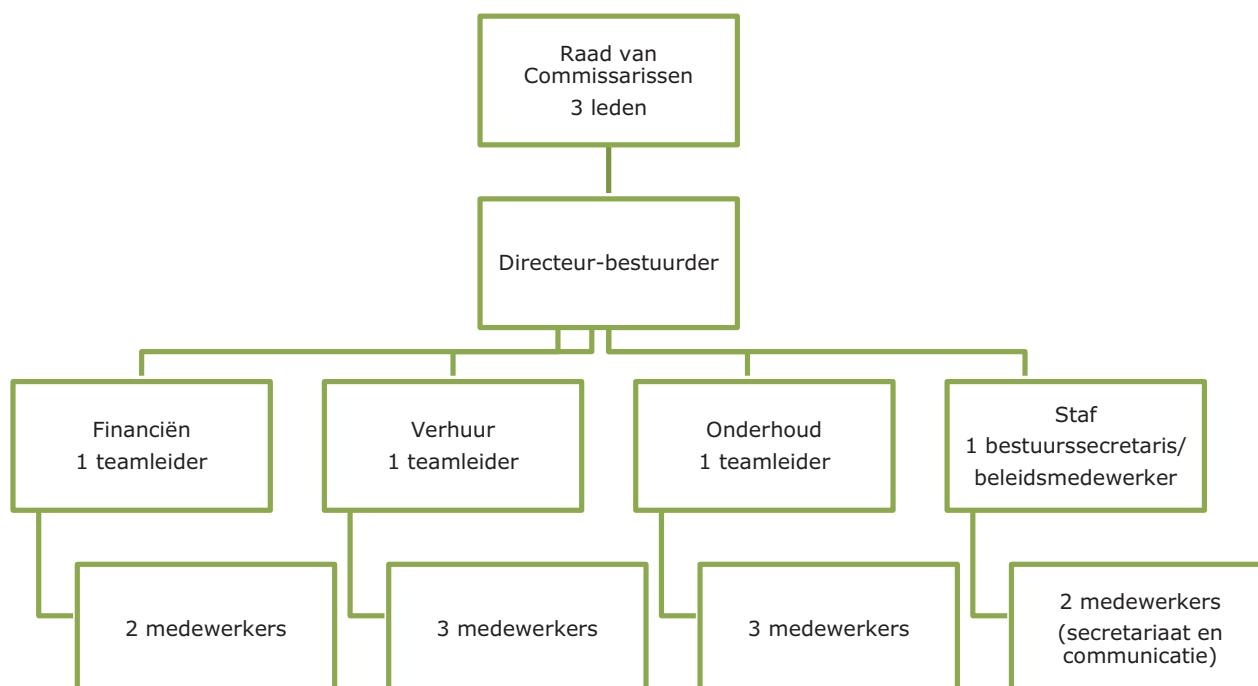 Raad van
Commissarissen
3 leden
Directeur-bestuurder
Financiën
1 teamleider
Verhuur
1 teamleider
Onderhoud
1 teamleider
Staf
1 bestuurssecretaris/
beleidsmedewerker
2 medewerkers
3 medewerkers
3 medewerkers
2 medewerkers
(secretariaat en
communicatie)